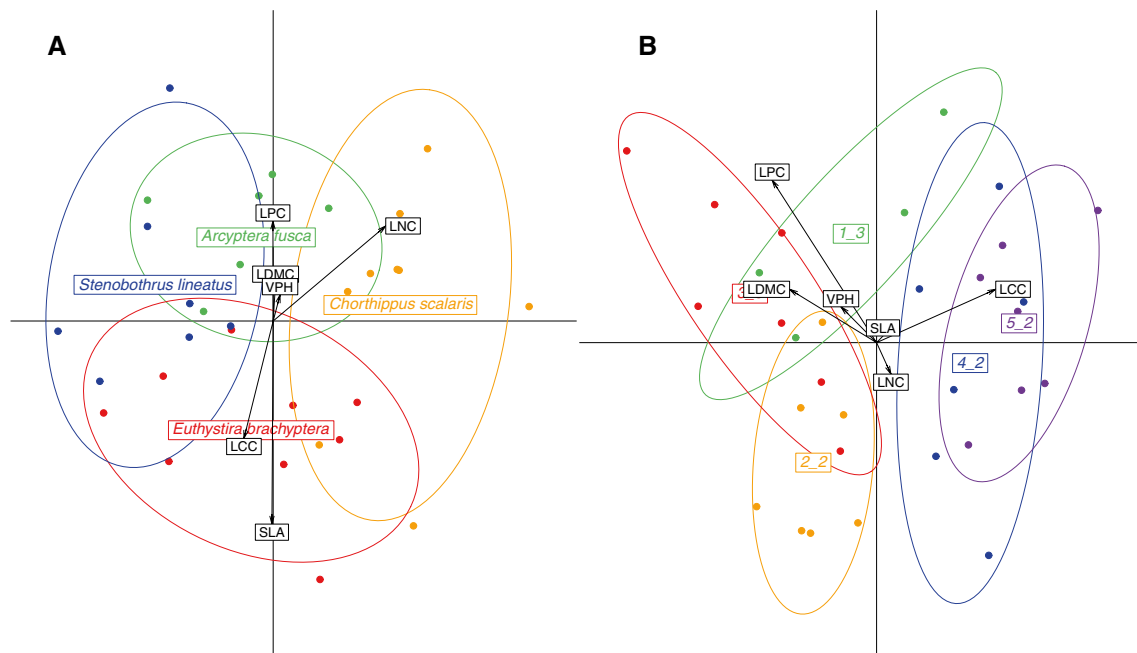 A
LPC
LNC
Arcyptera fusca
LDMC
Stenobothrus lineatus
VPH
Chorthippus scalaris
Euthystira brachyptera
LCC
SLA
B
LPC
1_3
LDMC
VPH
LCC
SLA
5_2
4_2
LNC
2_2